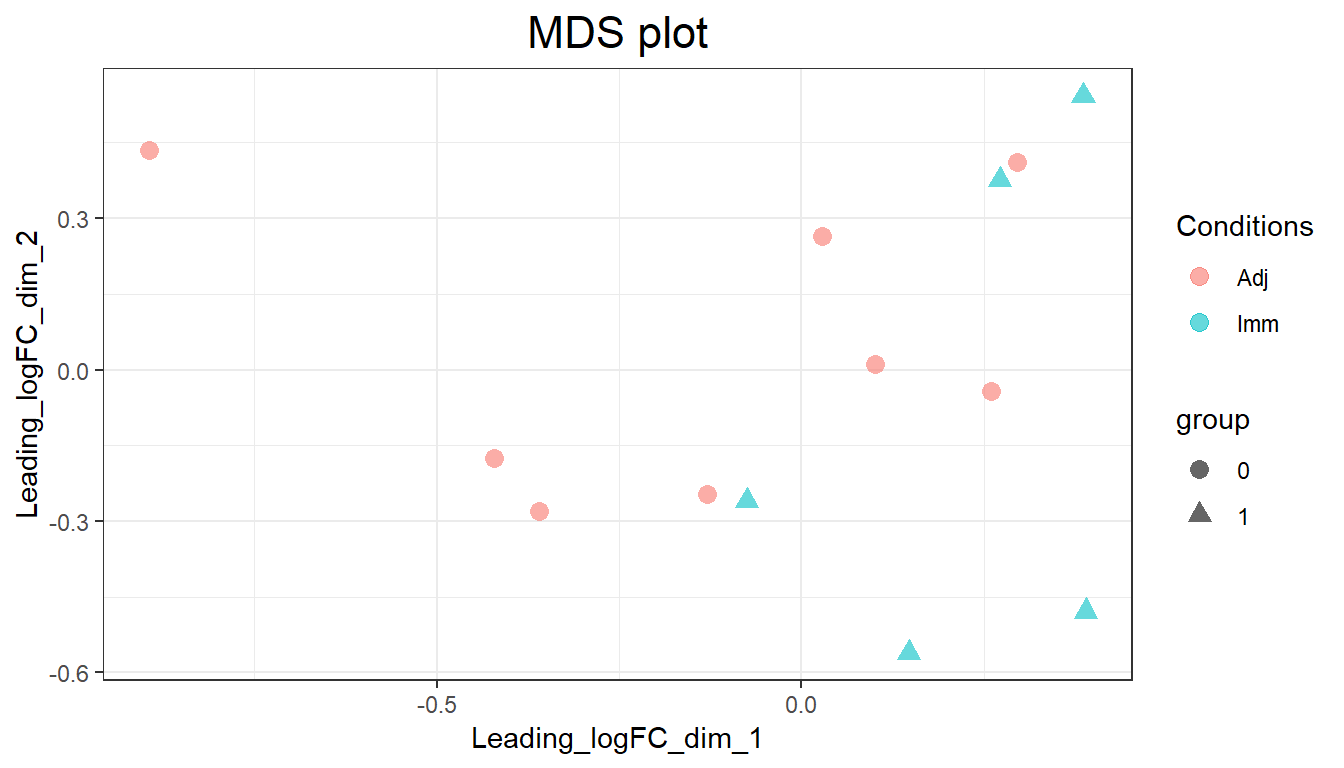 MDS plot
Leading_logFC_dim_2
0.3
0.0
-0.3
-0.6
-0.5
0.0
Leading_logFC_dim_1
Conditions
Adj
Imm
group
0
1